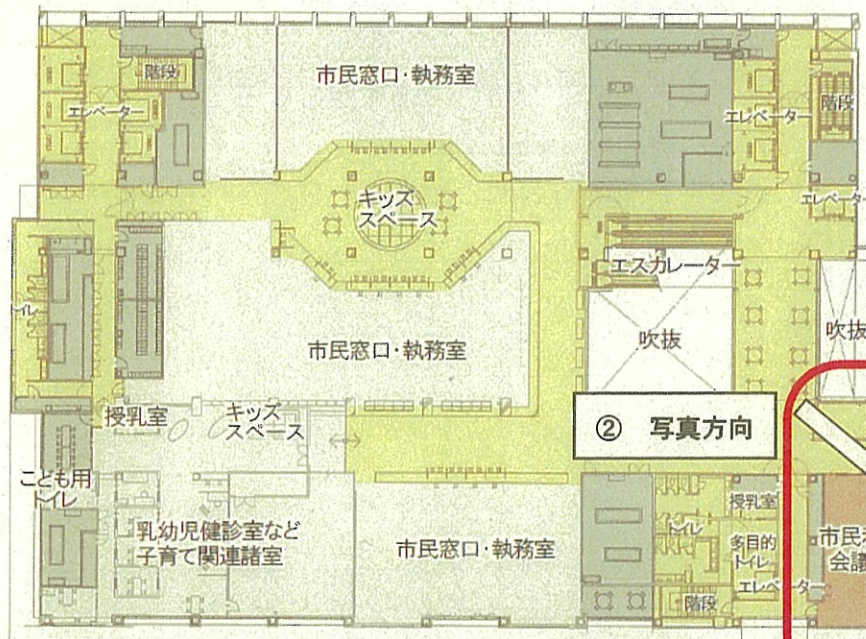 市民窓口・執務室
階段
エレベーター
エレベーター
階段
キッズ
スペース
エレベーター
エスカレーター
市民窓口・執務室
吹抜
吹抜
② 写真方向
授乳室
キッズ
スペース
こども用
トイレ
乳幼児健診室など
子育て関連諸室
市民窓口・執務室
トイレ
授乳室
多目的
トイレ
エレベーター
階段
市民
会議